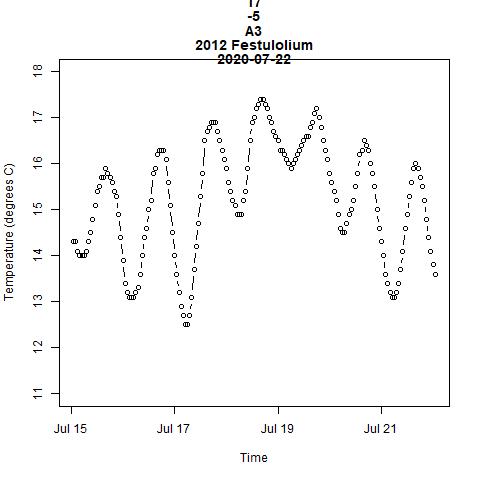 17
-5
A3
2012 Festulolium
2020-07-22
18
17
16
15
14
13
12
11
Temperature (degrees C)
Jul 15
Jul 17
Jul 19
Jul 21
Time